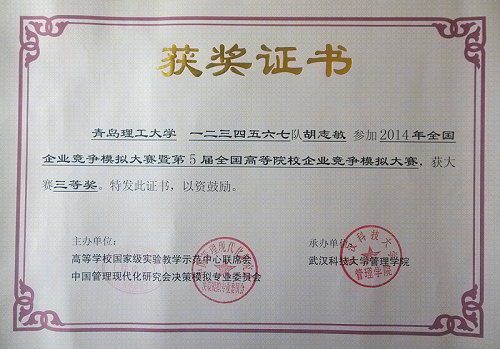 获奖证书
青岛理工大学 一二三四五六七队胡志敏 参加2014年全国
企业竞争模拟大赛暨第5届全国高等院校企业竞争模拟大赛，获大
赛三等奖。特发此证书，以资鼓励。
主办单位： 承办单位：
高等学校国家级实验教学示范中心联席会 武汉科技大学管理学院
中国管理现代化研究会决策模拟专业委员会
管理学院